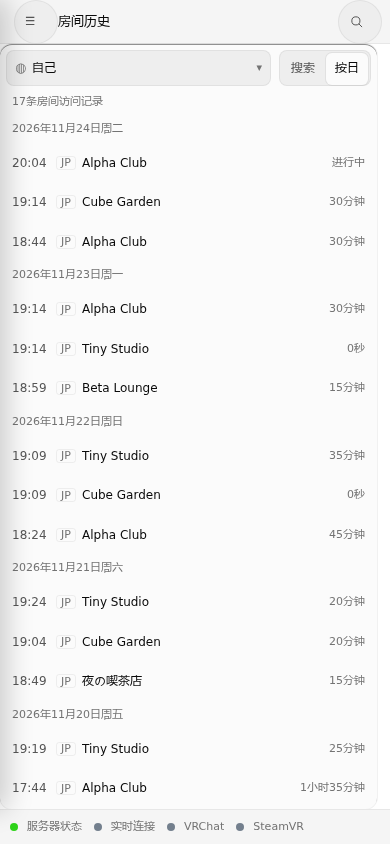 房间历史
自己 搜索 按日
17条房间访问记录
2026年11月24日周二
20:04 JP Alpha Club 进行中
19:14 JP Cube Garden 30分钟
18:44 JP Alpha Club 30分钟
2026年11月23日周一
19:14 JP Alpha Club 30分钟
19:14 JP Tiny Studio 0秒
18:59 JP Beta Lounge 15分钟
2026年11月22日周日
19:09 JP Tiny Studio 35分钟
19:09 JP Cube Garden 0秒
18:24 JP Alpha Club 45分钟
2026年11月21日周六
19:24 JP Tiny Studio 20分钟
19:04 JP Cube Garden 20分钟
18:49 JP 夜の喫茶店 15分钟
2026年11月20日周五
19:19 JP Tiny Studio 25分钟
17:44 JP Alpha Club 1小时35分钟
服务器状态 实时连接 VRChat SteamVR